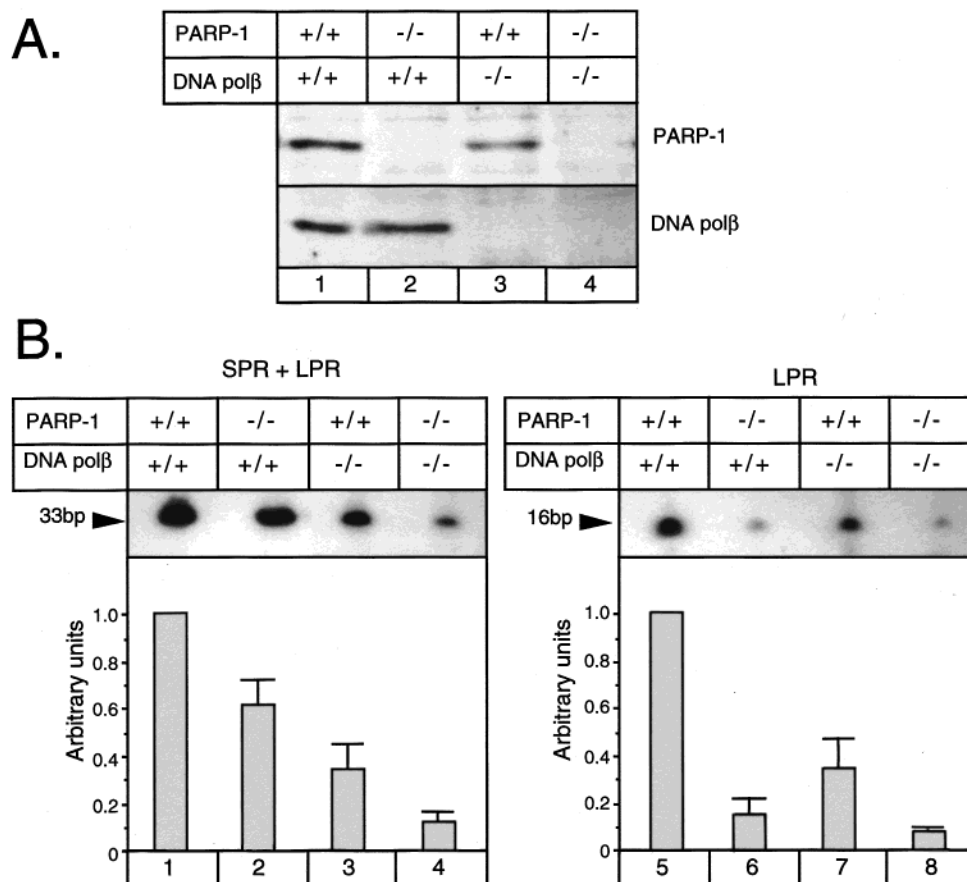 A.
PARP-1 +/+ -/- +/+ -/-
DNA polβ +/+ +/+ -/- -/-
PARP-1
DNA polβ
1 2 3 4
B.
SPR + LPR
PARP-1 +/+ -/- +/+ -/-
DNA polβ +/+ +/+ -/- -/-
33bp
Arbitrary units
1.0
0.8
0.6
0.4
0.2
0
1 2 3 4
LPR
PARP-1 +/+ -/- +/+ -/-
DNA polβ +/+ +/+ -/- -/-
16bp
Arbitrary units
1.0
0.8
0.6
0.4
0.2
0
5 6 7 8